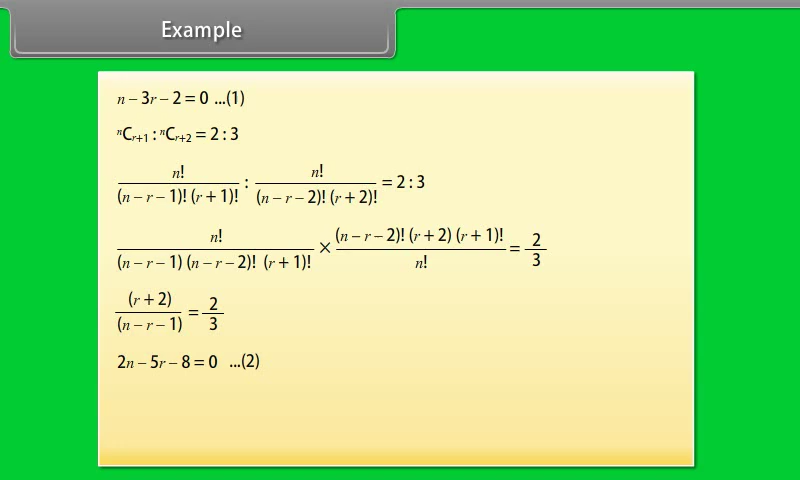 Example
n – 3r – 2 = 0 ...(1)
ⁿCᵣ₊₁ : ⁿCᵣ₊₂ = 2 : 3
n! / (n – r – 1)! (r + 1)! : n! / (n – r – 2)! (r + 2)! = 2 : 3
n! / (n – r – 1) (n – r – 2)! (r + 1)! × (n – r – 2)! (r + 2) (r + 1)! / n! = 2 / 3
(r + 2) / (n – r – 1) = 2 / 3
2n – 5r – 8 = 0 ...(2)